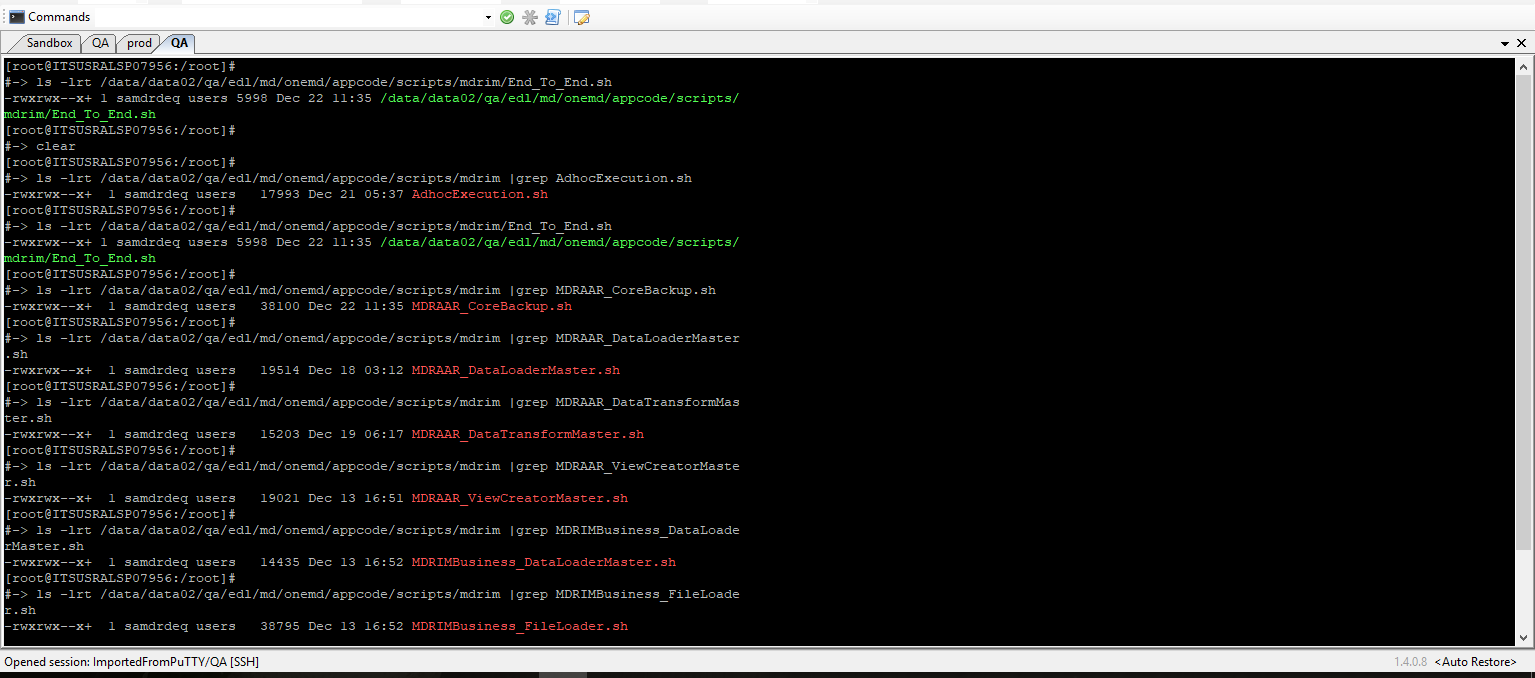 Commands
Sandbox QA prod QA
[root@ITSUSRALSP07956:/root]#
#-> ls -lrt /data/data02/qa/edl/md/onemd/appcode/scripts/mdrim/End_To_End.sh
-rwxrwx--x+ 1 samdrdeq users 5998 Dec 22 11:35 /data/data02/qa/edl/md/onemd/appcode/scripts/
mdrim/End_To_End.sh
[root@ITSUSRALSP07956:/root]#
#-> clear
[root@ITSUSRALSP07956:/root]#
#-> ls -lrt /data/data02/qa/edl/md/onemd/appcode/scripts/mdrim |grep AdhocExecution.sh
-rwxrwx--x+  1 samdrdeq users   17993 Dec 21 05:37 AdhocExecution.sh
[root@ITSUSRALSP07956:/root]#
#-> ls -lrt /data/data02/qa/edl/md/onemd/appcode/scripts/mdrim/End_To_End.sh
-rwxrwx--x+ 1 samdrdeq users 5998 Dec 22 11:35 /data/data02/qa/edl/md/onemd/appcode/scripts/
mdrim/End_To_End.sh
[root@ITSUSRALSP07956:/root]#
#-> ls -lrt /data/data02/qa/edl/md/onemd/appcode/scripts/mdrim |grep MDRAAR_CoreBackup.sh
-rwxrwx--x+  1 samdrdeq users   38100 Dec 22 11:35 MDRAAR_CoreBackup.sh
[root@ITSUSRALSP07956:/root]#
#-> ls -lrt /data/data02/qa/edl/md/onemd/appcode/scripts/mdrim |grep MDRAAR_DataLoaderMaster
.sh
-rwxrwx--x+  1 samdrdeq users   19514 Dec 18 03:12 MDRAAR_DataLoaderMaster.sh
[root@ITSUSRALSP07956:/root]#
#-> ls -lrt /data/data02/qa/edl/md/onemd/appcode/scripts/mdrim |grep MDRAAR_DataTransformMas
ter.sh
-rwxrwx--x+  1 samdrdeq users   15203 Dec 19 06:17 MDRAAR_DataTransformMaster.sh
[root@ITSUSRALSP07956:/root]#
#-> ls -lrt /data/data02/qa/edl/md/onemd/appcode/scripts/mdrim |grep MDRAAR_ViewCreatorMaste
r.sh
-rwxrwx--x+  1 samdrdeq users   19021 Dec 13 16:51 MDRAAR_ViewCreatorMaster.sh
[root@ITSUSRALSP07956:/root]#
#-> ls -lrt /data/data02/qa/edl/md/onemd/appcode/scripts/mdrim |grep MDRIMBusiness_DataLoade
rMaster.sh
-rwxrwx--x+  1 samdrdeq users   14435 Dec 13 16:52 MDRIMBusiness_DataLoaderMaster.sh
[root@ITSUSRALSP07956:/root]#
#-> ls -lrt /data/data02/qa/edl/md/onemd/appcode/scripts/mdrim |grep MDRIMBusiness_FileLoade
r.sh
-rwxrwx--x+  1 samdrdeq users   38795 Dec 13 16:52 MDRIMBusiness_FileLoader.sh
Opened session: ImportedFromPuTTY/QA [SSH] 1.4.0.8 <Auto Restore>